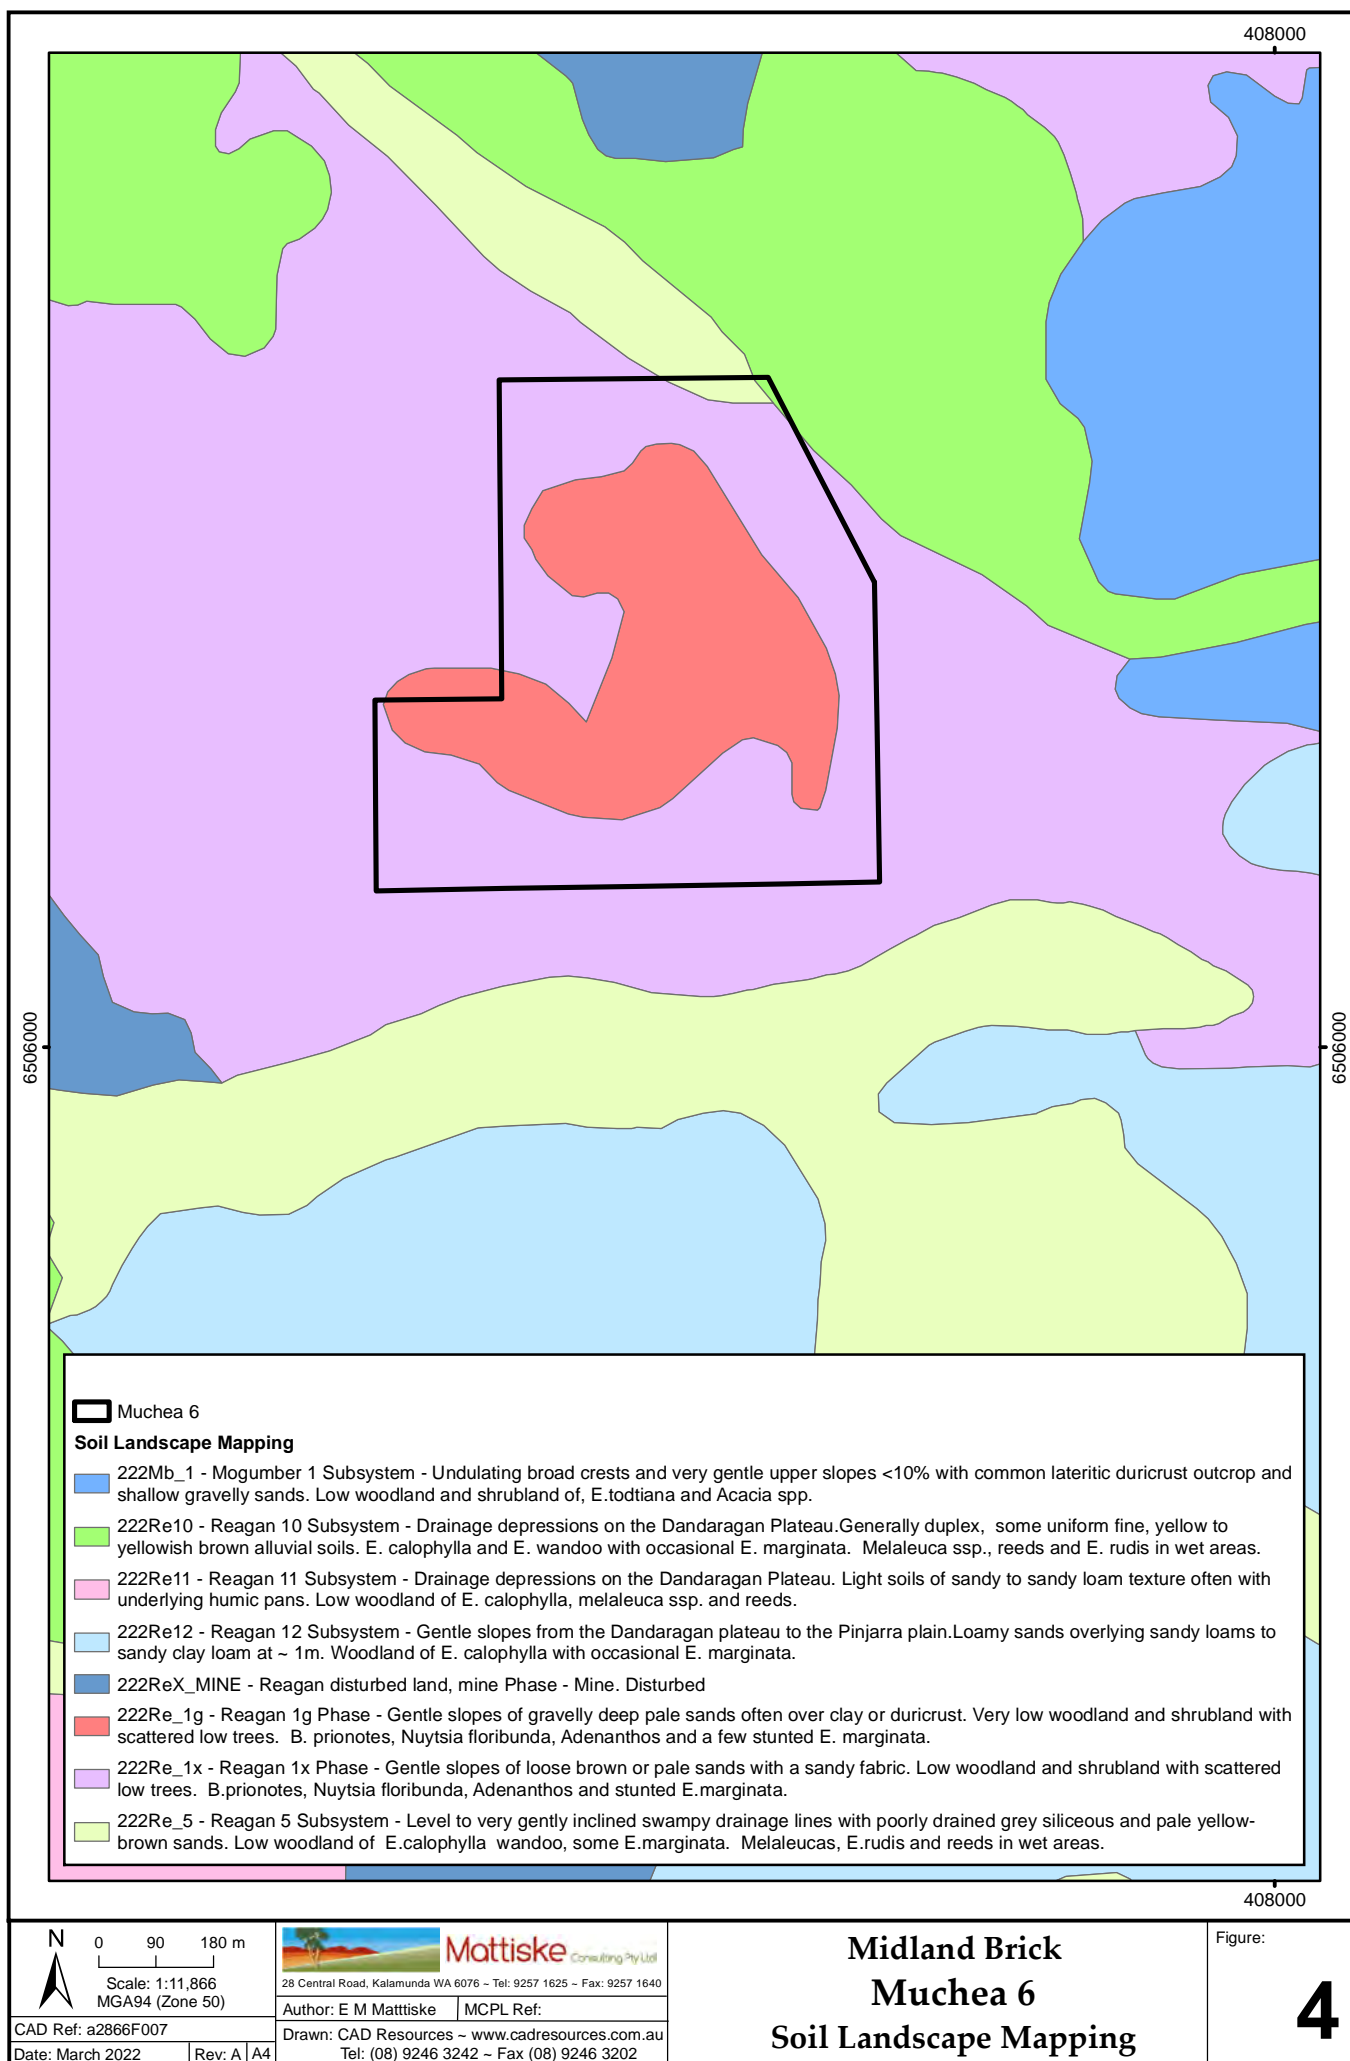 408000
6506000
6506000
Muchea 6
Soil Landscape Mapping
222Mb_1 - Mogumber 1 Subsystem - Undulating broad crests and very gentle upper slopes <10% with common lateritic duricrust outcrop and
shallow gravelly sands. Low woodland and shrubland of, E.todtiana and Acacia spp.
222Re10 - Reagan 10 Subsystem - Drainage depressions on the Dandaragan Plateau.Generally duplex, some uniform fine, yellow to
yellowish brown alluvial soils. E. calophylla and E. wandoo with occasional E. marginata. Melaleuca ssp., reeds and E. rudis in wet areas.
222Re11 - Reagan 11 Subsystem - Drainage depressions on the Dandaragan Plateau. Light soils of sandy to sandy loam texture often with
underlying humic pans. Low woodland of E. calophylla, melaleuca ssp. and reeds.
222Re12 - Reagan 12 Subsystem - Gentle slopes from the Dandaragan plateau to the Pinjarra plain.Loamy sands overlying sandy loams to
sandy clay loam at ~ 1m. Woodland of E. calophylla with occasional E. marginata.
222ReX_MINE - Reagan disturbed land, mine Phase - Mine. Disturbed
222Re_1g - Reagan 1g Phase - Gentle slopes of gravelly deep pale sands often over clay or duricrust. Very low woodland and shrubland with
scattered low trees. B. prionotes, Nuytsia floribunda, Adenanthos and a few stunted E. marginata.
222Re_1x - Reagan 1x Phase - Gentle slopes of loose brown or pale sands with a sandy fabric. Low woodland and shrubland with scattered
low trees. B.prionotes, Nuytsia floribunda, Adenanthos and stunted E.marginata.
222Re_5 - Reagan 5 Subsystem - Level to very gently inclined swampy drainage lines with poorly drained grey siliceous and pale yellow-
brown sands. Low woodland of E.calophylla wandoo, some E.marginata. Melaleucas, E.rudis and reeds in wet areas.
408000
N
0 90 180 m
Scale: 1:11,866
MGA94 (Zone 50)
CAD Ref: a2866F007
Date: March 2022 Rev: A A4
Mattiske Consulting Pty Ltd
28 Central Road, Kalamunda WA 6076 ~ Tel: 9257 1625 ~ Fax: 9257 1640
Author: E M Matttiske MCPL Ref:
Drawn: CAD Resources ~ www.cadresources.com.au
Tel: (08) 9246 3242 ~ Fax (08) 9246 3202
Midland Brick
Muchea 6
Soil Landscape Mapping
Figure:
4